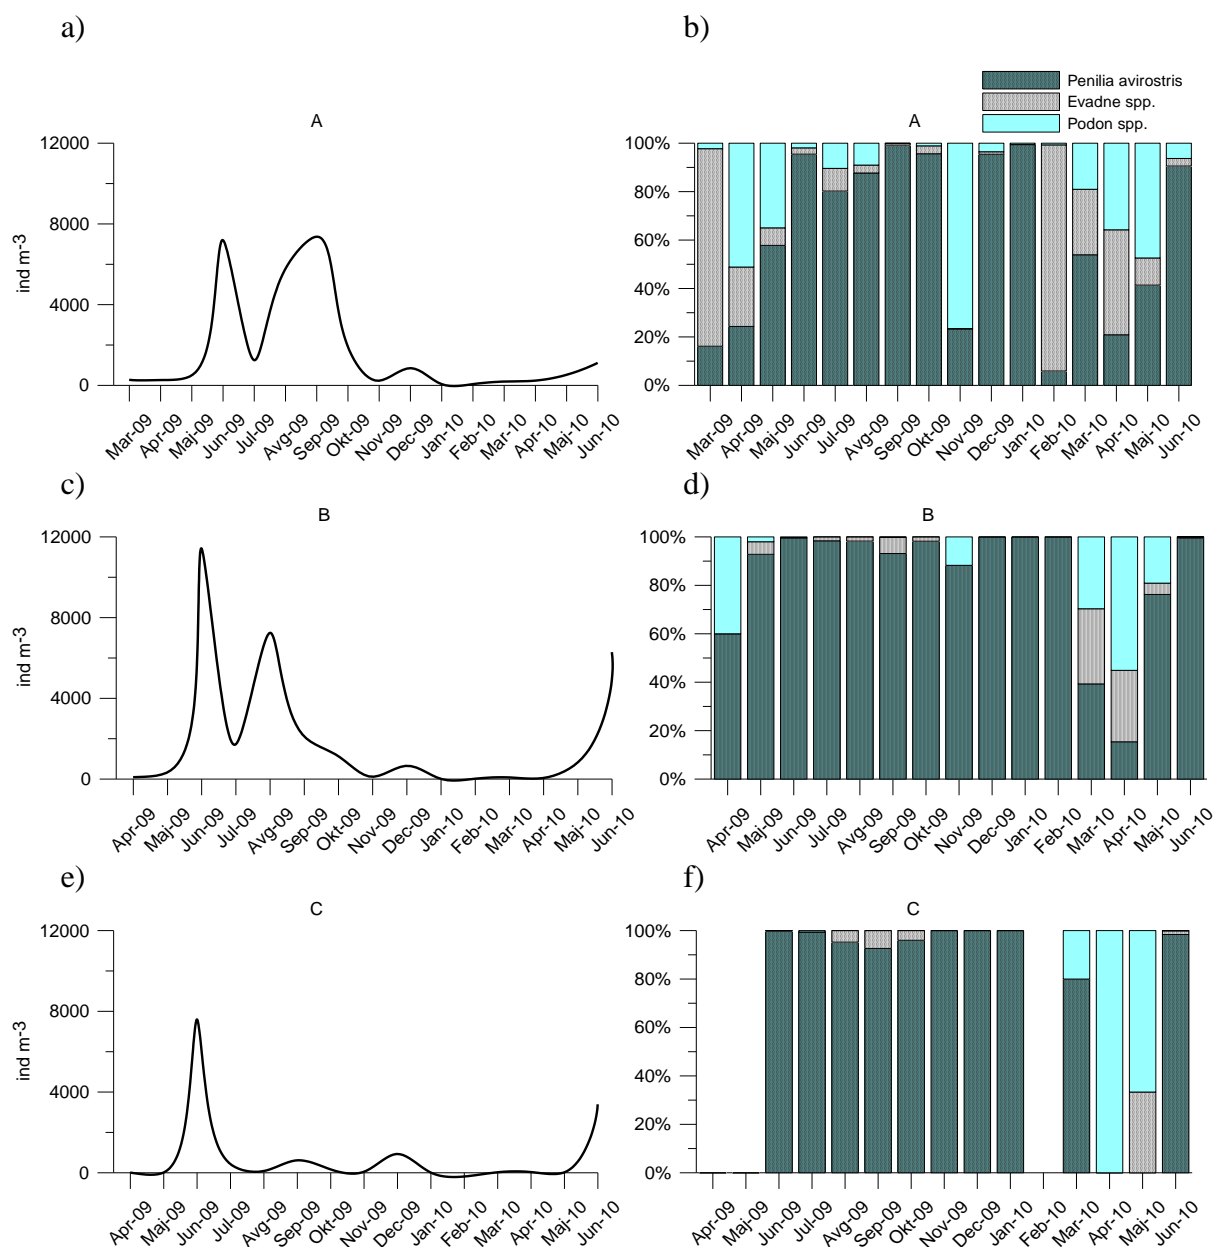 a)
b)
Penilia avirostris
Evadne spp.
Podon spp.
A
12000
8000
4000
0
ind m-3
Mar-09 Apr-09 Maj-09 Jun-09 Jul-09 Avg-09 Sep-09 Okt-09 Nov-09 Dec-09 Jan-10 Feb-10 Mar-10 Apr-10 Maj-10 Jun-10
A
100%
80%
60%
40%
20%
0%
Mar-09 Apr-09 Maj-09 Jun-09 Jul-09 Avg-09 Sep-09 Okt-09 Nov-09 Dec-09 Jan-10 Feb-10 Mar-10 Apr-10 Maj-10 Jun-10
c)
d)
B
12000
8000
4000
0
ind m-3
Apr-09 Maj-09 Jun-09 Jul-09 Avg-09 Sep-09 Okt-09 Nov-09 Dec-09 Jan-10 Feb-10 Mar-10 Apr-10 Maj-10 Jun-10
B
100%
80%
60%
40%
20%
0%
Apr-09 Maj-09 Jun-09 Jul-09 Avg-09 Sep-09 Okt-09 Nov-09 Dec-09 Jan-10 Feb-10 Mar-10 Apr-10 Maj-10 Jun-10
e)
f)
C
12000
8000
4000
0
ind m-3
Apr-09 Maj-09 Jun-09 Jul-09 Avg-09 Sep-09 Okt-09 Nov-09 Dec-09 Jan-10 Feb-10 Mar-10 Apr-10 Maj-10 Jun-10
C
100%
80%
60%
40%
20%
0%
Apr-09 Maj-09 Jun-09 Jul-09 Avg-09 Sep-09 Okt-09 Nov-09 Dec-09 Jan-10 Feb-10 Mar-10 Apr-10 Maj-10 Jun-10